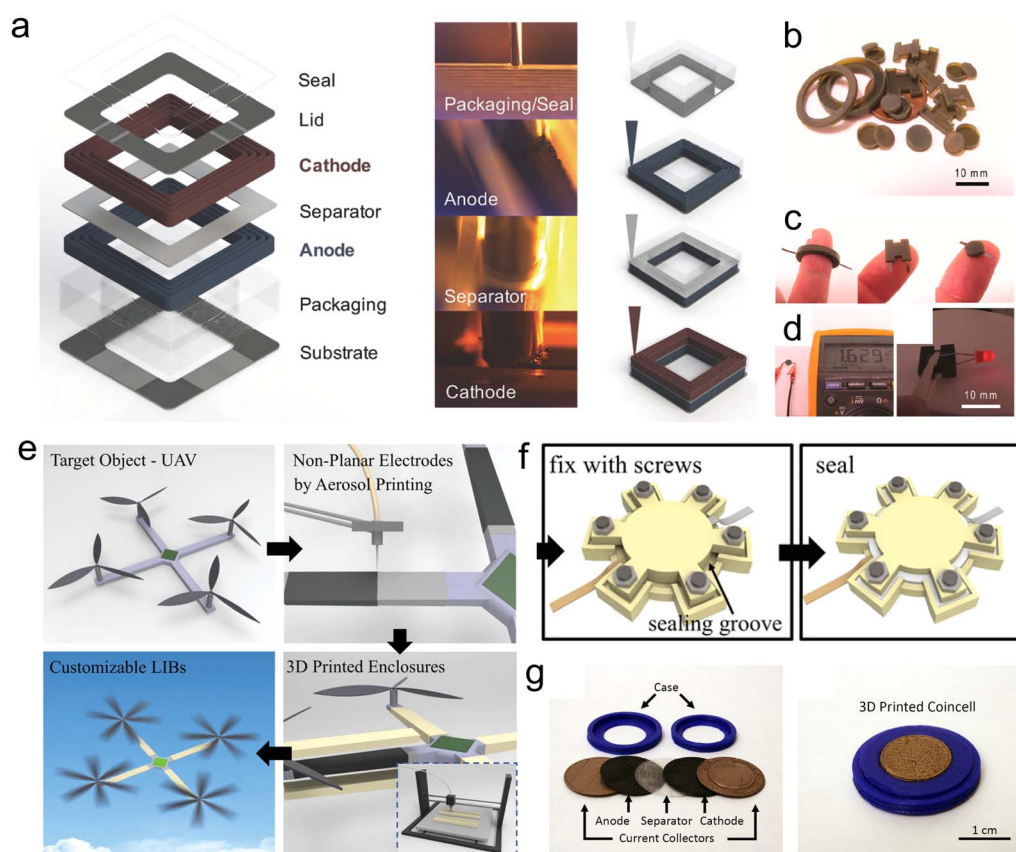 a
Seal
Lid
Cathode
Separator
Anode
Packaging
Substrate
Packaging/Seal
Anode
Separator
Cathode
b
10 mm
c
d
1.629
10 mm
e
Target Object - UAV
Non-Planar Electrodes
by Aerosol Printing
Customizable LIBs
3D Printed Enclosures
f
fix with screws
sealing groove
seal
g
Case
Anode
Separator
Cathode
Current Collectors
3D Printed Coincell
1 cm